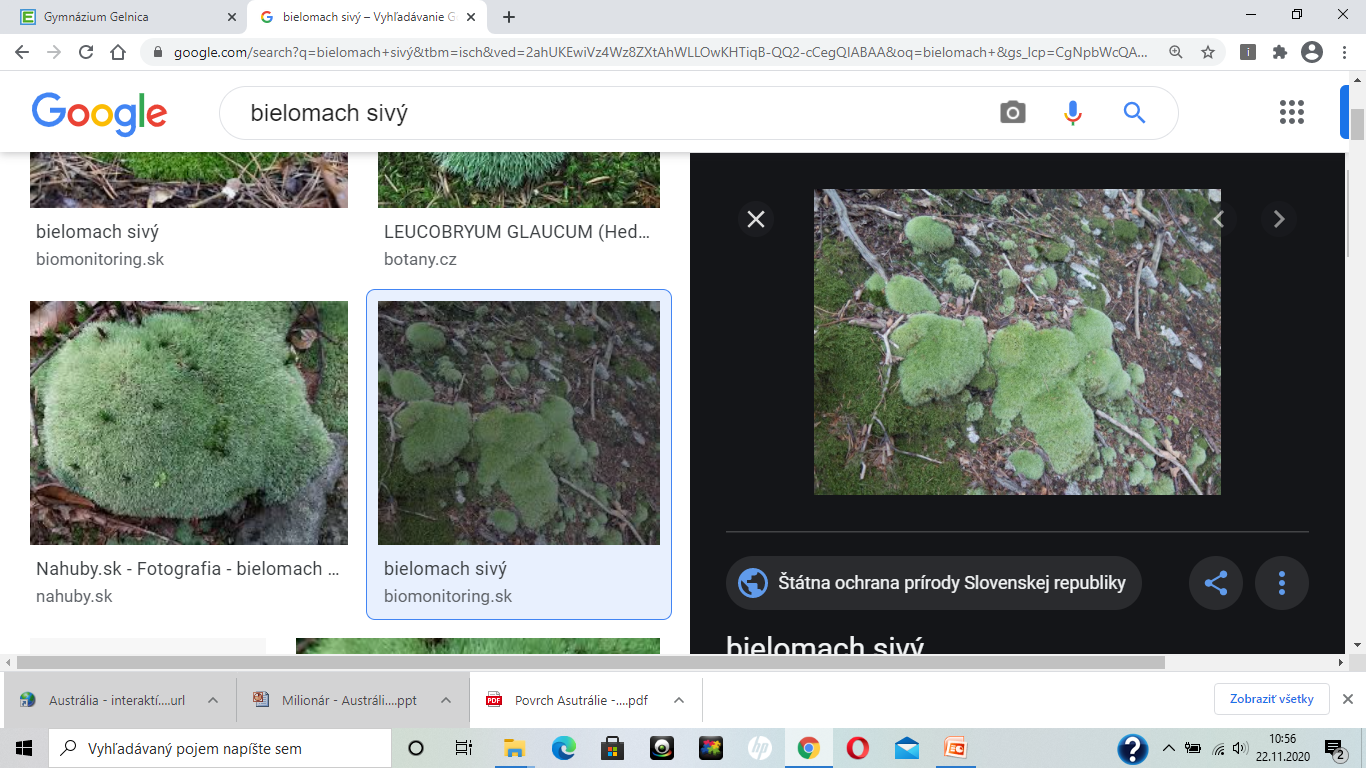 Gymnázium Gelnica
bielomach sivý – Vyhľadávanie G
google.com/search?q=bielomach+sivý&tbm=isch&ved=2ahUKEwiVz4Wz8ZXtAhWLLOwKHTiqB-QQ2-cCegQIABAA&oq=bielomach+&gs_lcp=CgNpbWcQA...
Google
bielomach sivý
bielomach sivý
biomonitoring.sk
LEUCOBRYUM GLAUCUM (Hed...
botany.cz
Nahuby.sk - Fotografia - bielomach ...
nahuby.sk
bielomach sivý
biomonitoring.sk
Štátna ochrana prírody Slovenskej republiky
bielomach sivý
Austrália - interaktí....url
Milionár - Austráli....ppt
PDF
Povrch Asutrálie -....pdf
Zobraziť všetky
Vyhľadávaný pojem napíšte sem
hp
10:56
22.11.2020
2